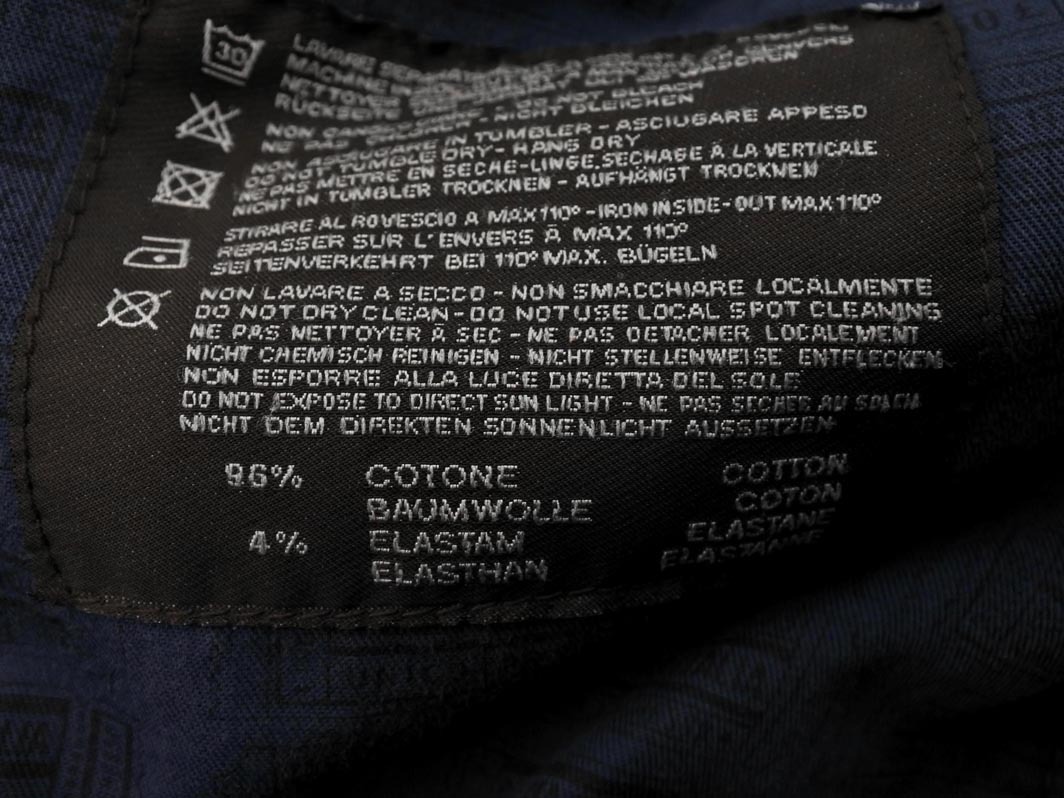 30
LAVARE
MACHINE
NETTOYER
RÜCKSEITE
DO NOT BLEACH
NE PAS - NICHT BLEICHEN
NON ASCIUGARE IN TUMBLER - ASCIUGARE APPESO
DO NOT TUMBLE DRY - HANG DRY
NE PAS METTRE EN SECHE-LINGE. SECHAGE À LA VERTICALE
NICHT IN TUMBLER TROCKNEN - AUFHÄNGT TROCKNEN
STIRARE AL ROVESCIO A MAX 110° - IRON INSIDE-OUT MAX 110°
REPASSER SUR L'ENVERS À MAX 110°
SEITENVERKEHRT BEI 110° MAX. BÜGELN
NON LAVARE A SECCO - NON SMACCHIARE LOCALMENTE
DO NOT DRY CLEAN - DO NOT USE LOCAL SPOT CLEANING
NE PAS NETTOYER À SEC - NE PAS DETACHER LOCALEMENT
NICHT CHEMISCH REINIGEN - NICHT STELLENWEISE ENTFLECKEN
NON ESPORRE ALLA LUCE DIRETTA DEL SOLE
DO NOT EXPOSE TO DIRECT SUN LIGHT - NE PAS SECHER AU SOLEIL
NICHT DEM DIREKTEN SONNENLICHT AUSSETZEN
96% COTONE COTTON
BAUMWOLLE COTON
4% ELASTAM ELASTANE
ELASTHAN ELASTANNE